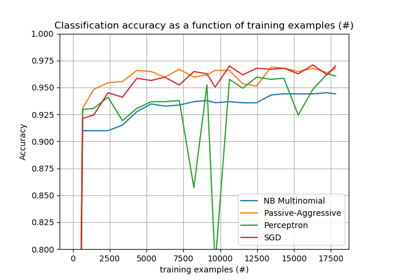 Classification accuracy as a function of training examples (#)
1.000
0.975
0.950
0.925
0.900
0.875
0.850
0.825
0.800
Accuracy
NB Multinomial
Passive-Aggressive
Perceptron
SGD
0 2500 5000 7500 10000 12500 15000 17500
training examples (#)